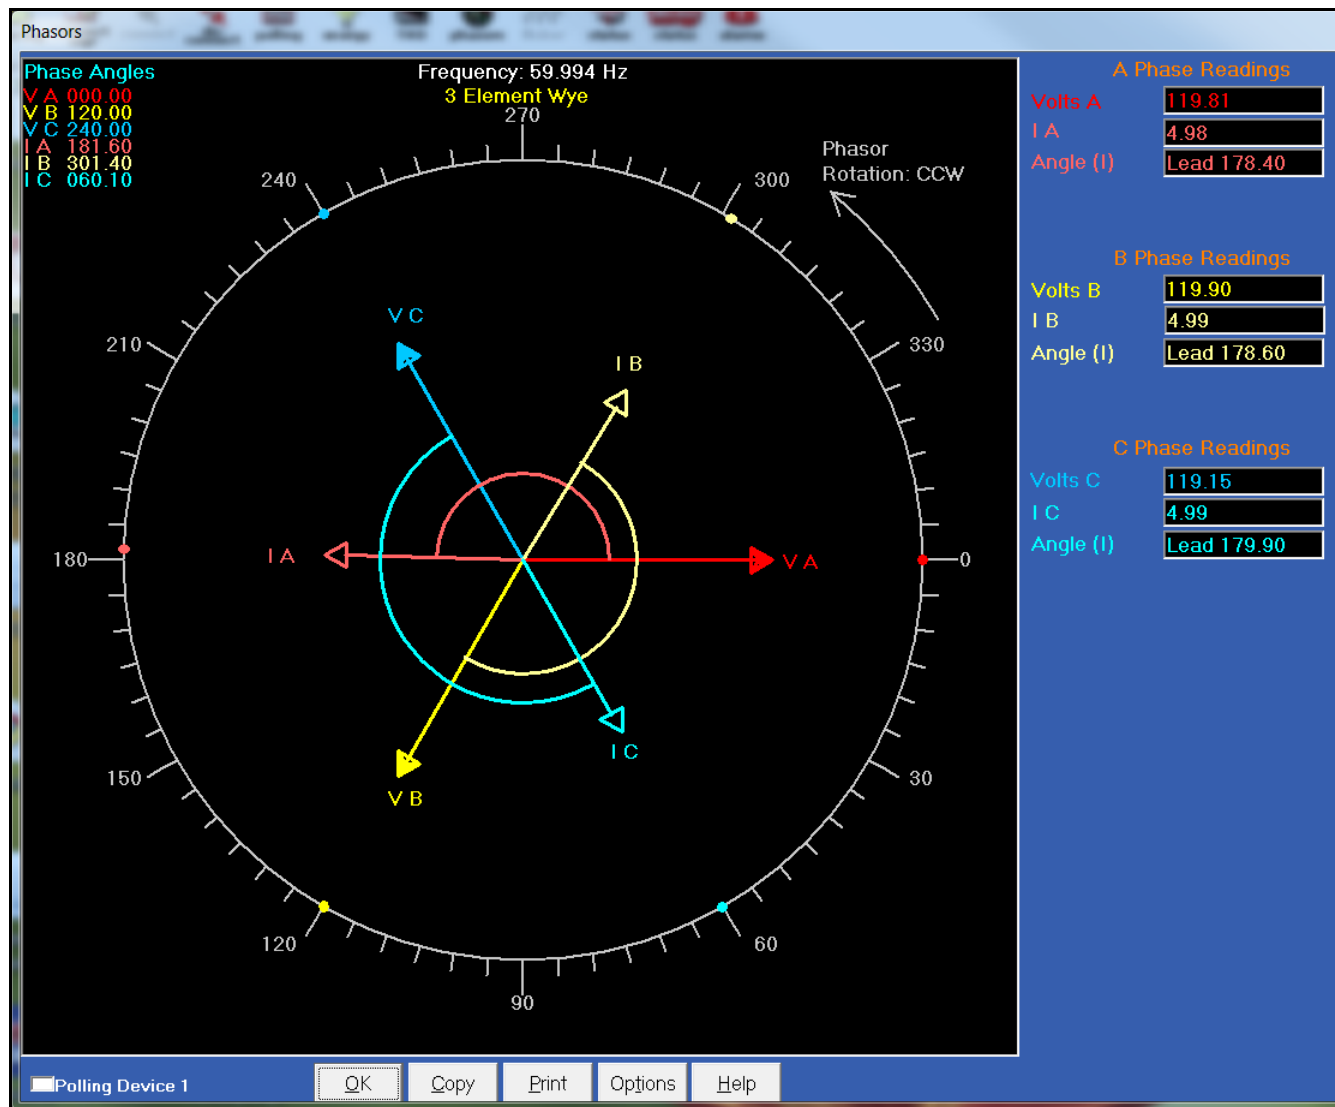 Phasors
Phase Angles
V A 000.00
V B 120.00
V C 240.00
I A 181.60
I B 301.40
I C 060.10
Frequency: 59.994 Hz
3 Element Wye
270
240
300
Phasor
Rotation: CCW
V C
210
330
I B
I A
180
V A
0
I C
150
30
V B
120
60
90
A Phase Readings
Volts A 119.81
I A 4.98
Angle (I) Lead 178.40
B Phase Readings
Volts B 119.90
I B 4.99
Angle (I) Lead 178.60
C Phase Readings
Volts C 119.15
I C 4.99
Angle (I) Lead 179.90
Polling Device 1
OK Copy Print Options Help